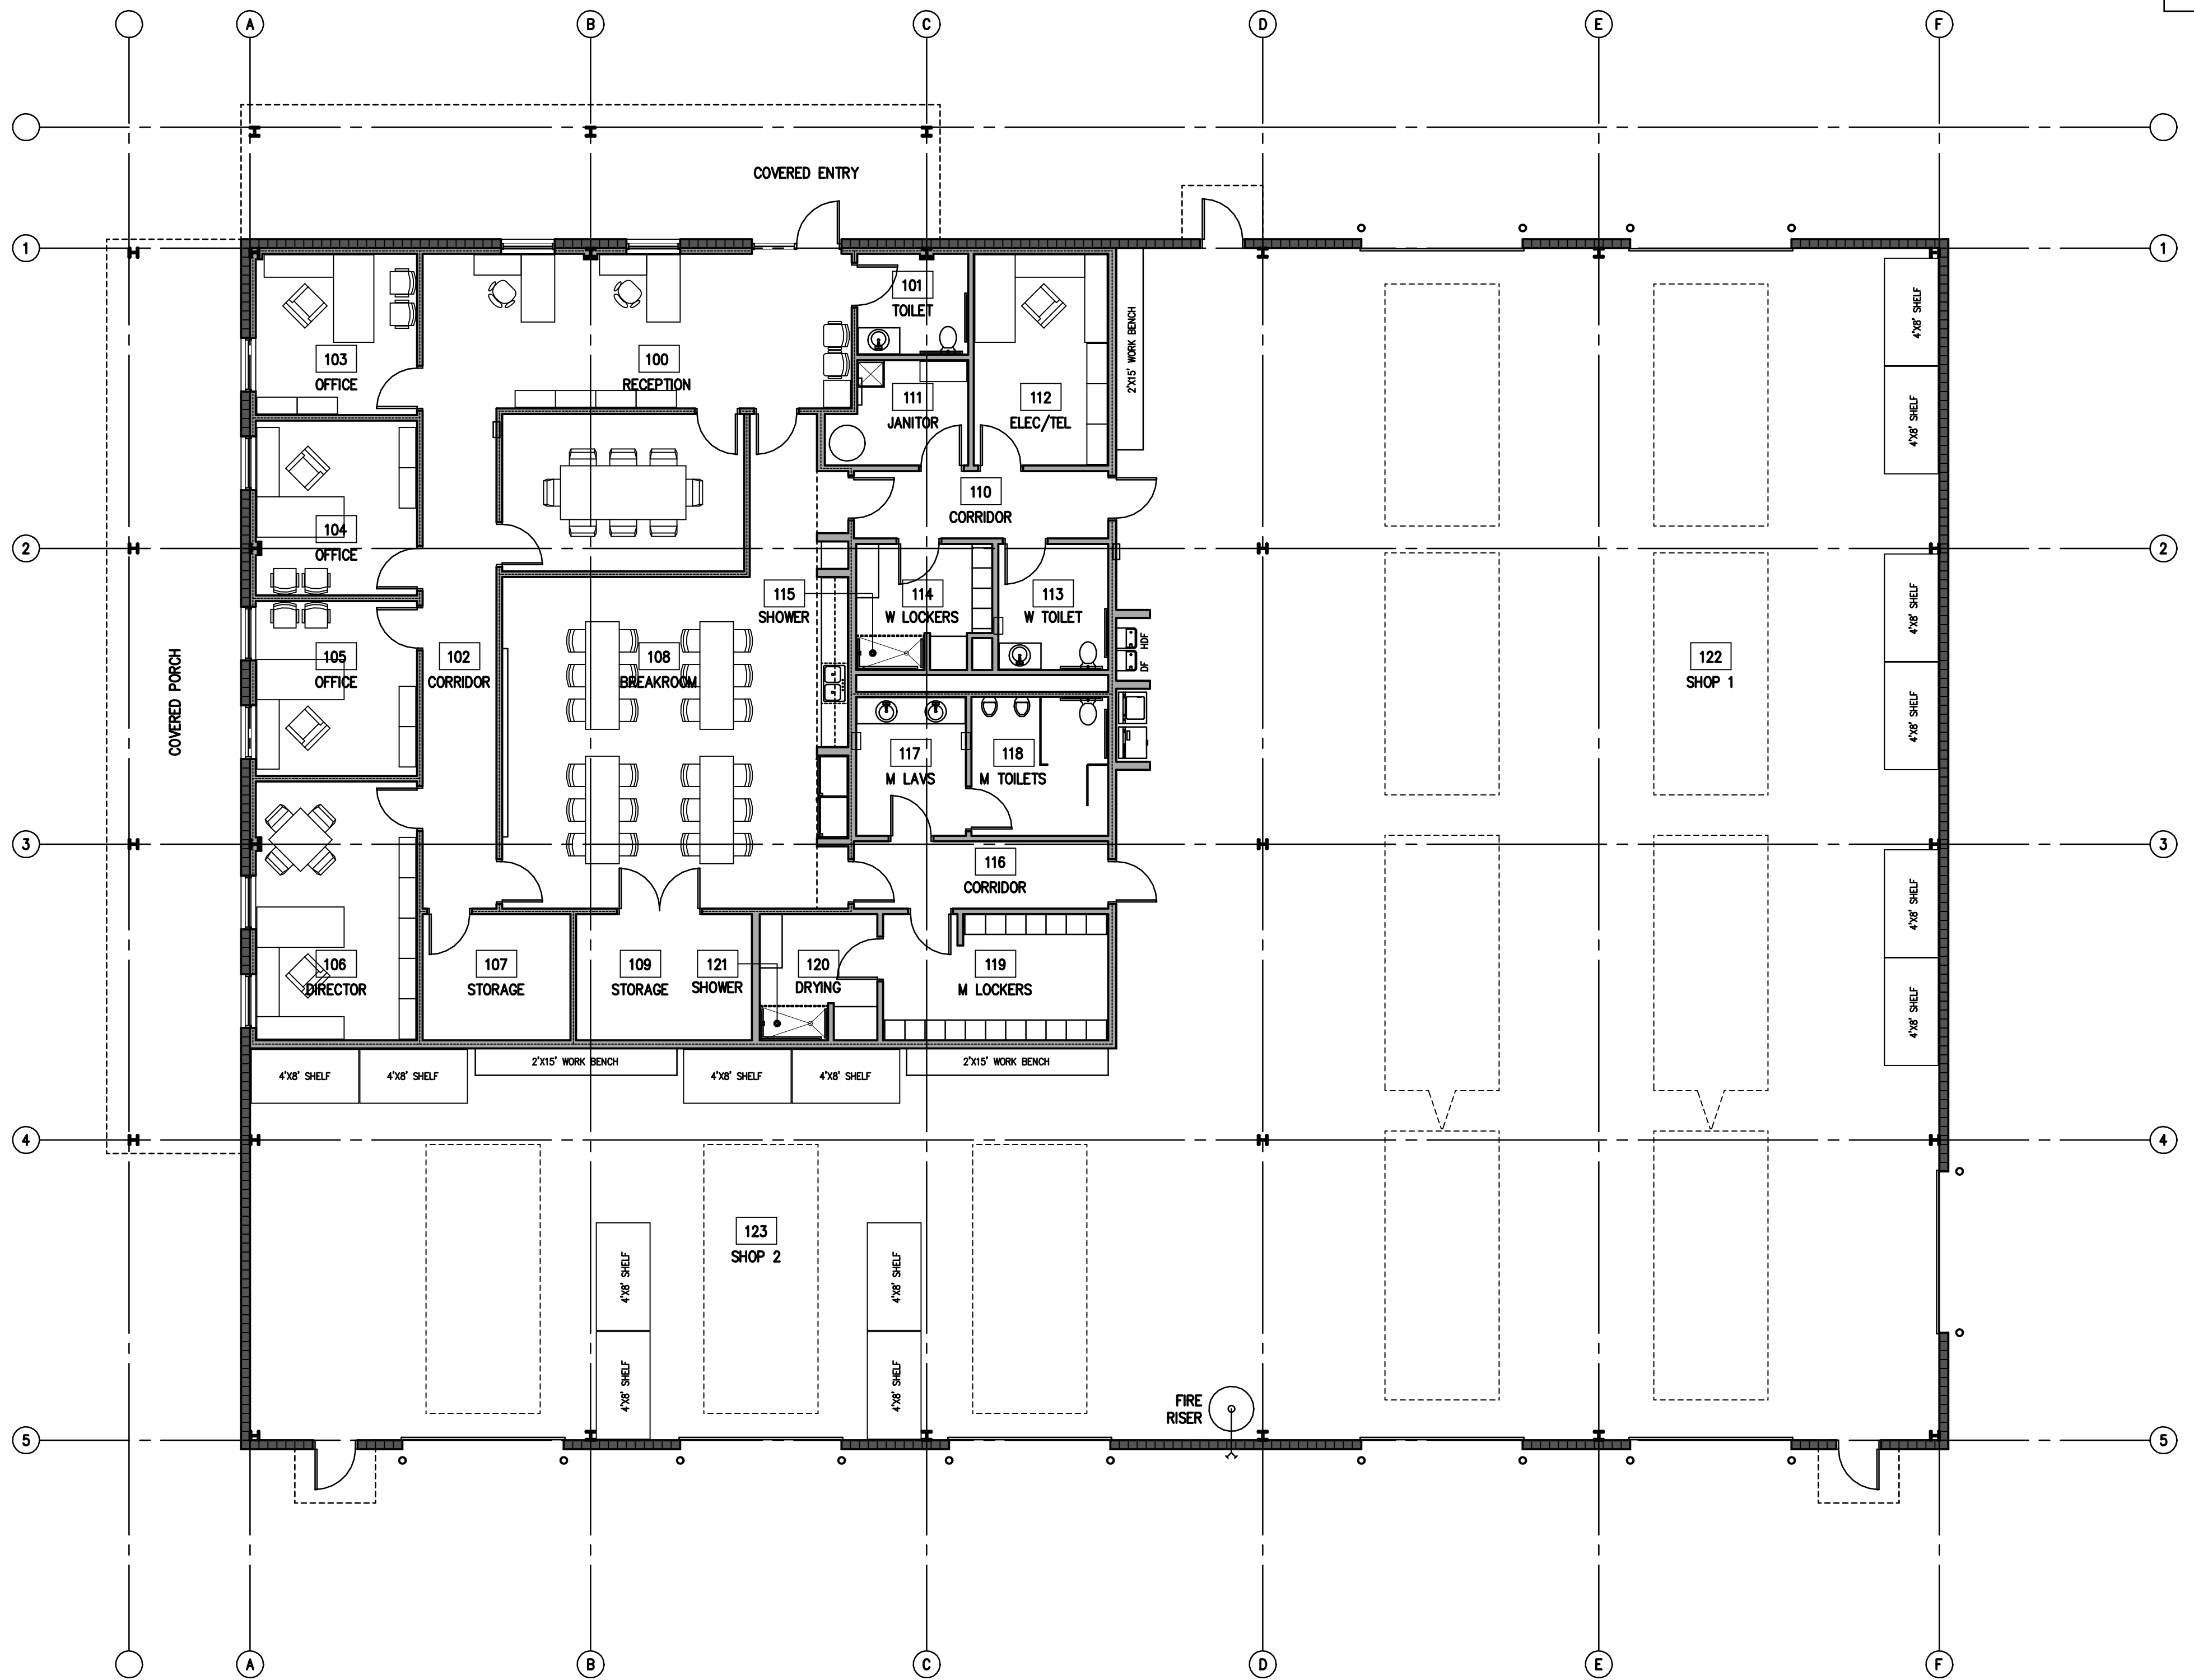 A
B
C
D
E
F
COVERED ENTRY
1
1
101
TOILET
2'X15' WORK BENCH
4'X8' SHELF
103
OFFICE
100
RECEPTION
111
JANITOR
112
ELEC/TEL
4'X8' SHELF
110
CORRIDOR
104
OFFICE
2
2
115
SHOWER
114
W LOCKERS
113
W TOILET
4'X8' SHELF
HDF
DF
105
OFFICE
102
CORRIDOR
108
BREAKROOM
122
SHOP 1
COVERED PORCH
4'X8' SHELF
117
M LAVS
118
M TOILETS
3
3
116
CORRIDOR
4'X8' SHELF
106
DIRECTOR
107
STORAGE
109
STORAGE
121
SHOWER
120
DRYING
119
M LOCKERS
4'X8' SHELF
2'X15' WORK BENCH
2'X15' WORK BENCH
4'X8' SHELF
4'X8' SHELF
4'X8' SHELF
4'X8' SHELF
4
4
123
SHOP 2
4'X8' SHELF
4'X8' SHELF
4'X8' SHELF
4'X8' SHELF
FIRE
RISER
5
5
A
B
C
D
E
F